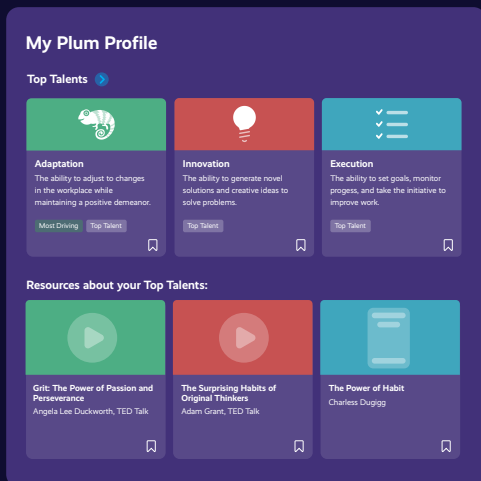 My Plum Profile
Top Talents
Adaptation
The ability to adjust to changes
in the workplace while
maintaining a positive demeanor.
Most Driving
Top Talent
Innovation
The ability to generate novel
solutions and creative ideas to
solve problems.
Top Talent
Execution
The ability to set goals, monitor
progess, and take the initiative to
improve work.
Top Talent
Resources about your Top Talents:
Grit: The Power of Passion and
Perseverance
Angela Lee Duckworth, TED Talk
The Surprising Habits of
Original Thinkers
Adam Grant, TED Talk
The Power of Habit
Charless Dugigg